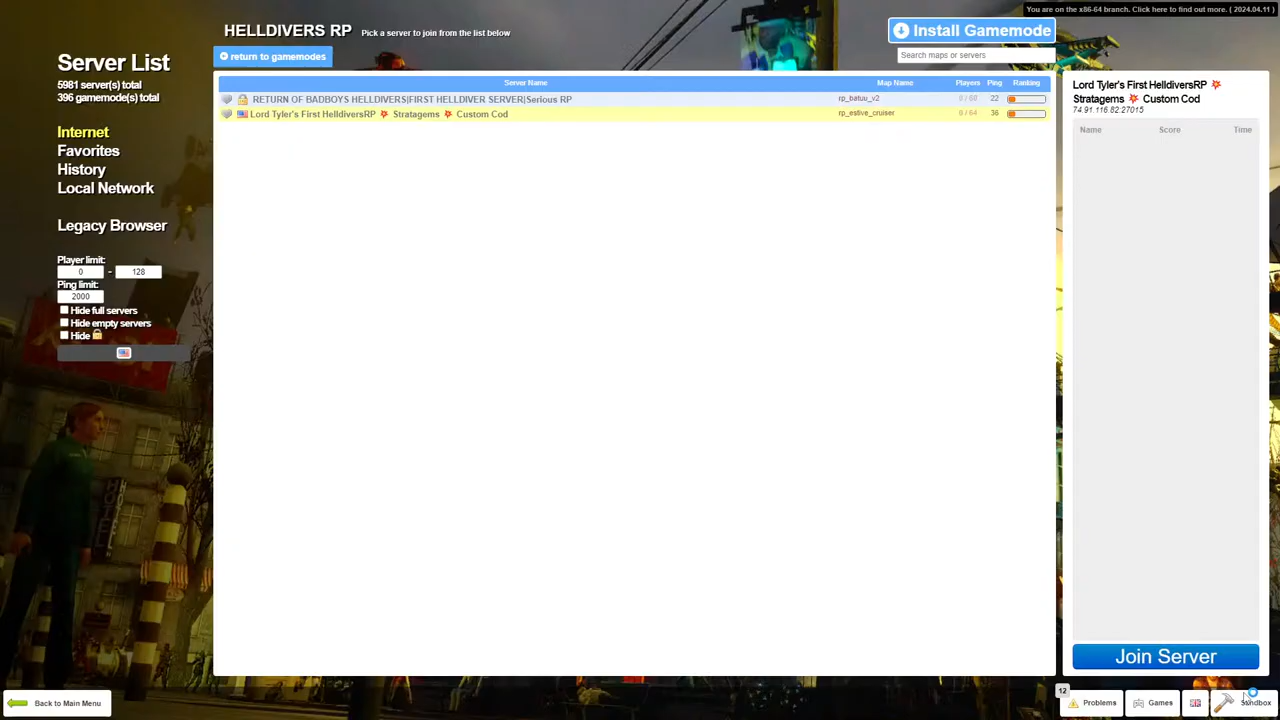 You are on the x86-64 branch. Click here to find out more. ( 2024.04.11 )
HELLDIVERS RP Pick a server to join from the list below
Install Gamemode
return to gamemodes
Search maps or servers
Server List
5981 server(s) total
396 gamemode(s) total
Internet
Favorites
History
Local Network
Legacy Browser
Player limit:
0 - 128
Ping limit:
2000
Hide full servers
Hide empty servers
Hide
Server Name Map Name Players Ping Ranking
RETURN OF BADBOYS HELLDIVERS|FIRST HELLDIVER SERVER|Serious RP rp_batuu_v2 0 / 60 22
Lord Tyler's First HelldiversRP 💥 Stratagems 💥 Custom Cod rp_estive_cruiser 0 / 64 36
Lord Tyler's First HelldiversRP 💥
Stratagems 💥 Custom Cod
74.91.116.82:27015
Name Score Time
Join Server
Back to Main Menu
12
Problems
Games
Sandbox